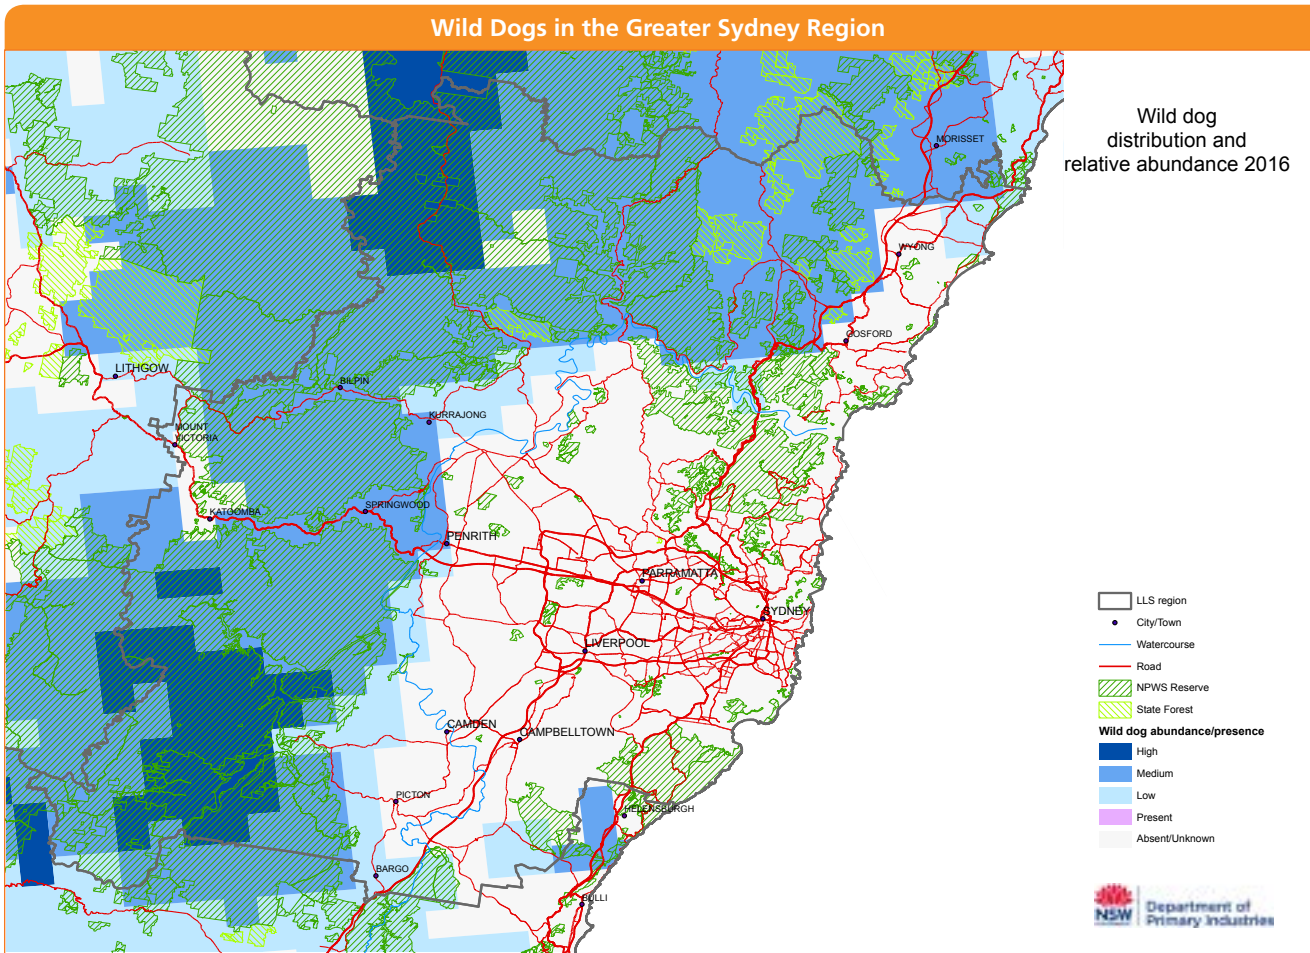 Wild Dogs in the Greater Sydney Region
Wild dog
distribution and
relative abundance 2016
MORISSET
WYONG
GOSFORD
LITHGOW
BILPIN
KURRAJONG
MOUNT
VICTORIA
SPRINGWOOD
KATOOMBA
PENRITH
PARRAMATTA
SYDNEY
LIVERPOOL
CAMDEN
CAMPBELLTOWN
PICTON
HELENSBURGH
BARGO
BULLI
LLS region
City/Town
Watercourse
Road
NPWS Reserve
State Forest
Wild dog abundance/presence
High
Medium
Low
Present
Absent/Unknown
NSW
Department of
Primary Industries